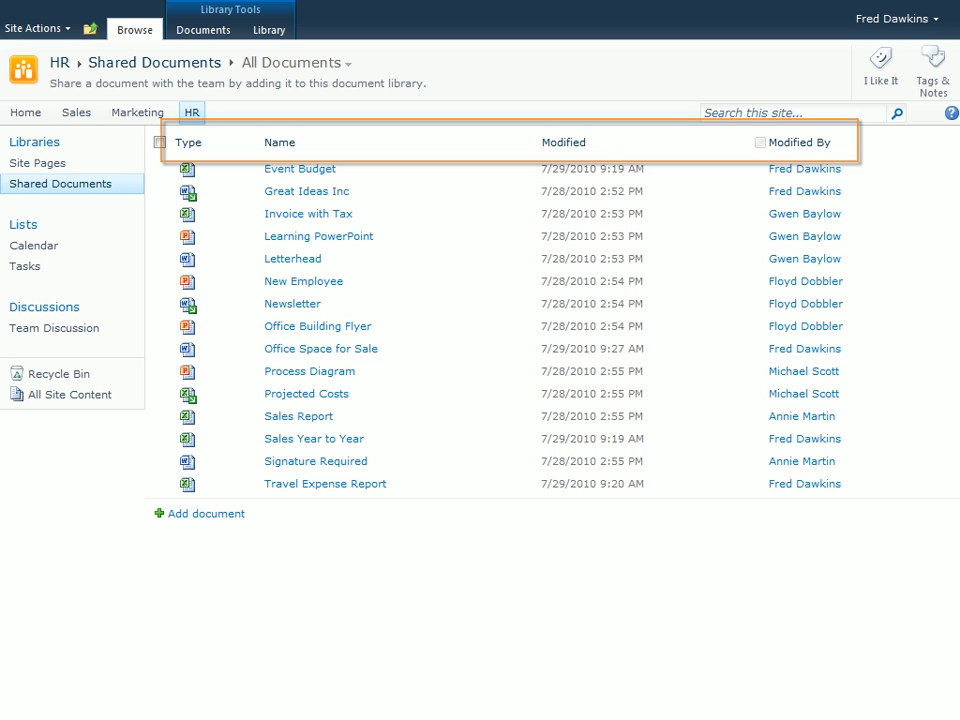 Library Tools
Site Actions Browse Documents Library Fred Dawkins
HR Shared Documents All Documents
Share a document with the team by adding it to this document library.
I Like It Tags & Notes
Home Sales Marketing HR Search this site...
Libraries
Site Pages
Shared Documents
Lists
Calendar
Tasks
Discussions
Team Discussion
Recycle Bin
All Site Content
Type Name Modified Modified By
Event Budget 7/29/2010 9:19 AM Fred Dawkins
Great Ideas Inc 7/28/2010 2:52 PM Fred Dawkins
Invoice with Tax 7/28/2010 2:53 PM Gwen Baylow
Learning PowerPoint 7/28/2010 2:53 PM Gwen Baylow
Letterhead 7/28/2010 2:53 PM Gwen Baylow
New Employee 7/28/2010 2:54 PM Floyd Dobbler
Newsletter 7/28/2010 2:54 PM Floyd Dobbler
Office Building Flyer 7/28/2010 2:54 PM Floyd Dobbler
Office Space for Sale 7/29/2010 9:27 AM Fred Dawkins
Process Diagram 7/28/2010 2:55 PM Michael Scott
Projected Costs 7/28/2010 2:55 PM Michael Scott
Sales Report 7/28/2010 2:55 PM Annie Martin
Sales Year to Year 7/29/2010 9:19 AM Fred Dawkins
Signature Required 7/28/2010 2:55 PM Annie Martin
Travel Expense Report 7/29/2010 9:20 AM Fred Dawkins
Add document